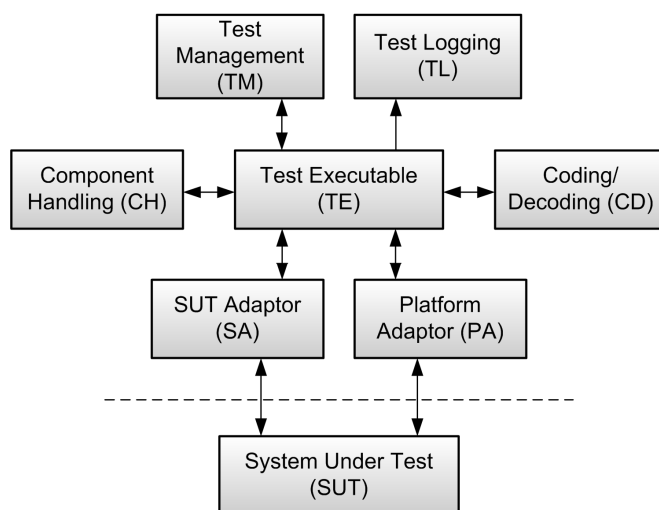 Test
Management
(TM)
Test Logging
(TL)
Component
Handling (CH)
Test Executable
(TE)
Coding/
Decoding (CD)
SUT Adaptor
(SA)
Platform
Adaptor (PA)
System Under Test
(SUT)